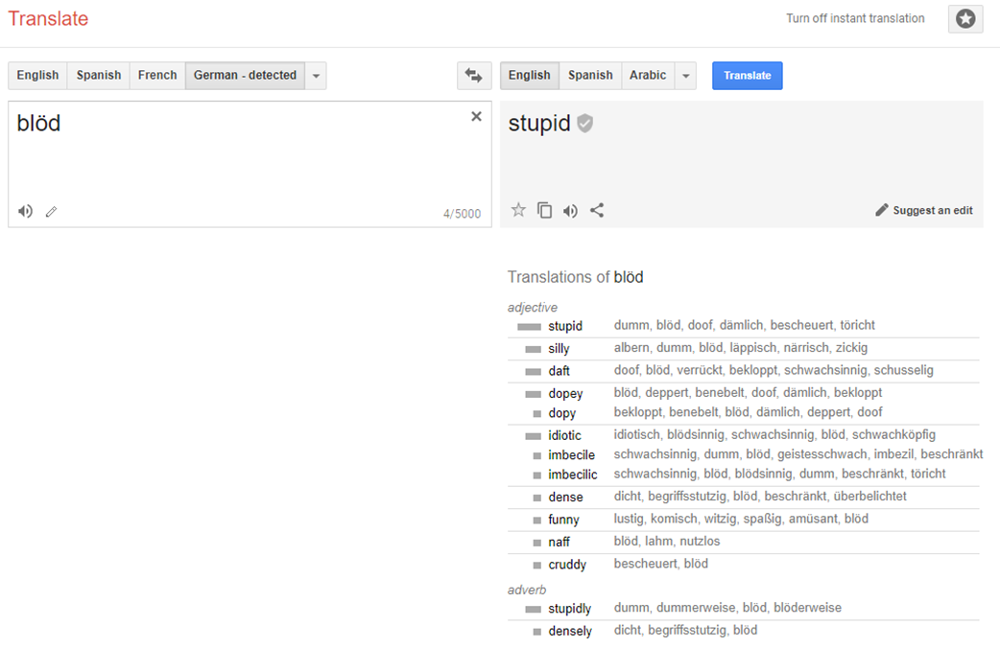 Translate
Turn off instant translation
English Spanish French German - detected
English Spanish Arabic Translate
blöd
stupid
4/5000
Suggest an edit
Translations of blöd
adjective
stupid dumm, blöd, doof, dämlich, bescheuert, töricht
silly albern, dumm, blöd, läppisch, närrisch, zickig
daft doof, blöd, verrückt, bekloppt, schwachsinnig, schusselig
dopey blöd, deppert, benebelt, doof, dämlich, bekloppt
dopy bekloppt, benebelt, blöd, dämlich, deppert, doof
idiotic idiotisch, blödsinnig, schwachsinnig, blöd, schwachköpfig
imbecile schwachsinnig, dumm, blöd, geistesschwach, imbezil, beschränkt
imbecilic schwachsinnig, blöd, blödsinnig, dumm, beschränkt, töricht
dense dicht, begriffsstutzig, blöd, beschränkt, überbelichtet
funny lustig, komisch, witzig, spaßig, amüsant, blöd
naff blöd, lahm, nutzlos
cruddy bescheuert, blöd
adverb
stupidly dumm, dummerweise, blöd, blöderweise
densely dicht, begriffsstutzig, blöd